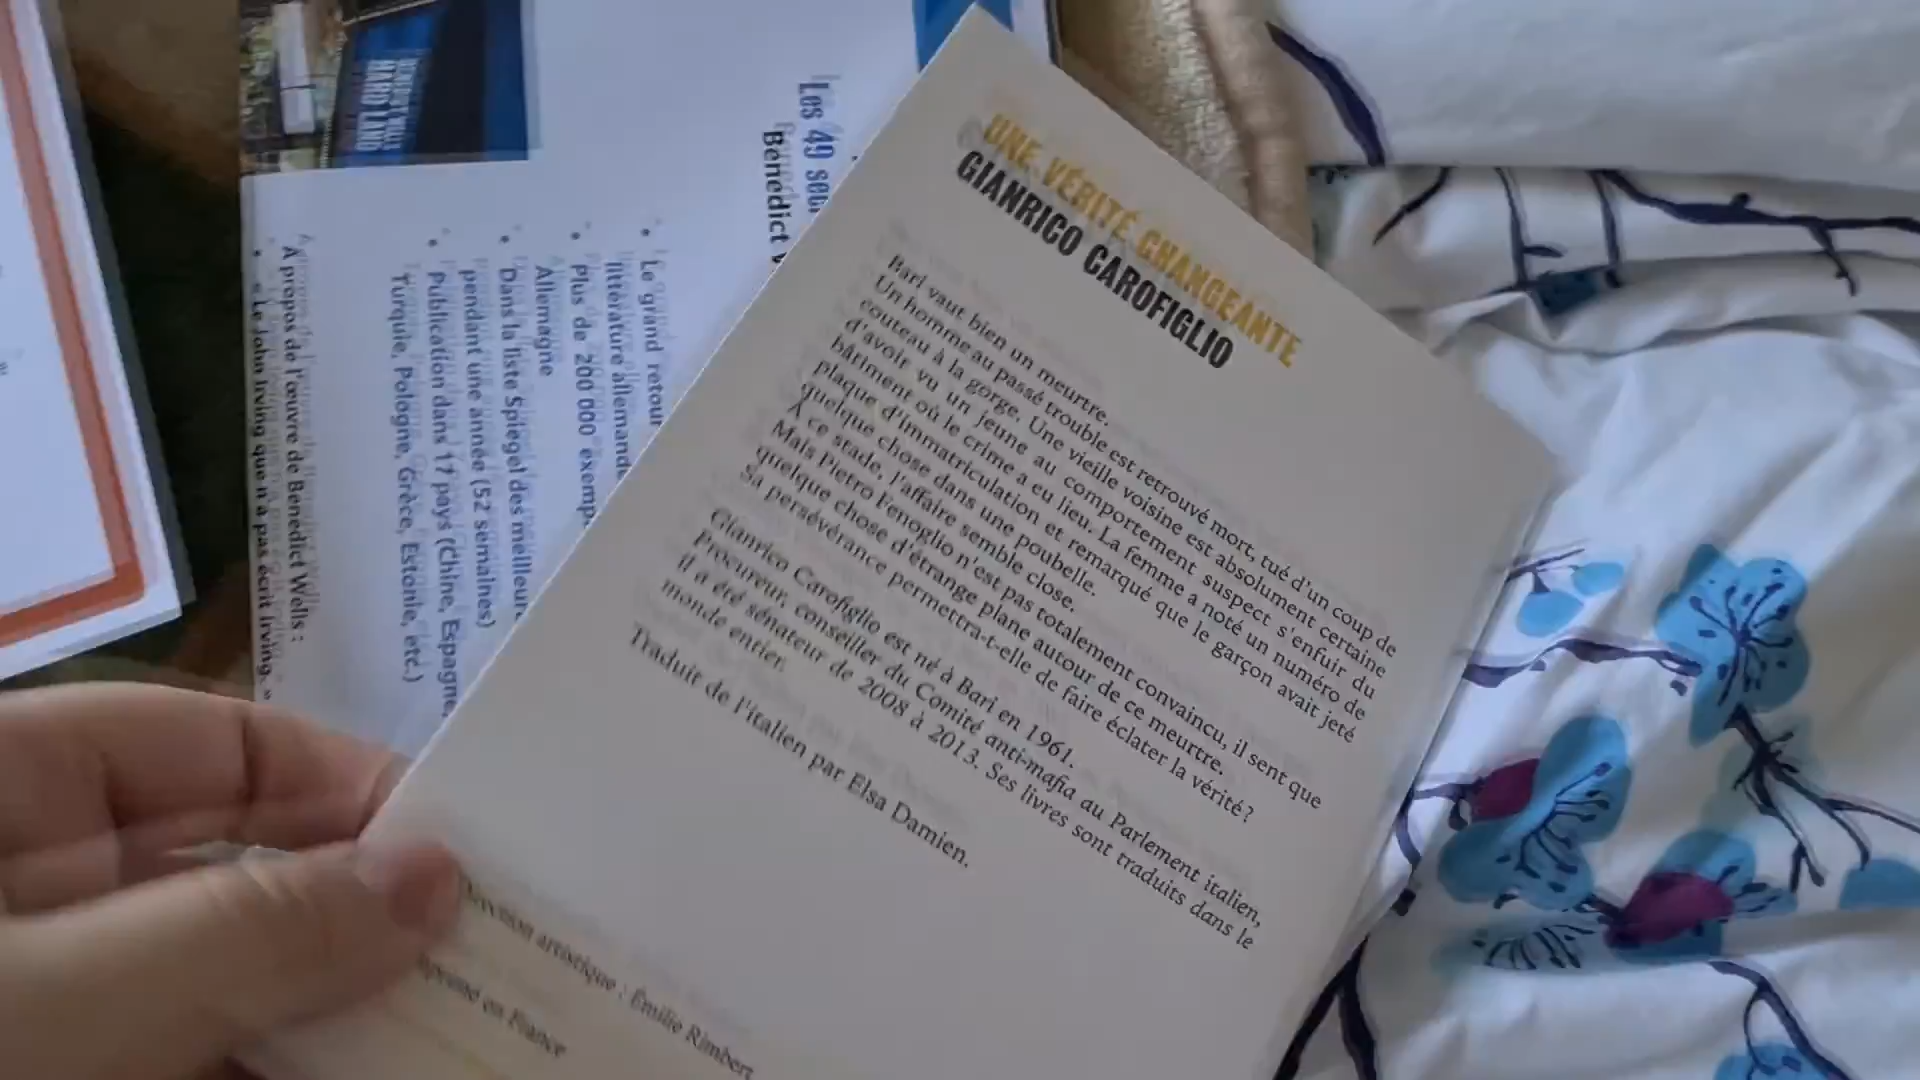 UNE VÉRITÉ CHANGEANTE
GIANRICO CAROFIGLIO
Bari vaut bien un meurtre.
Un homme au passé trouble est retrouvé mort, tué d'un coup de
couteau à la gorge. Une vieille voisine est absolument certaine
d'avoir vu un jeune au comportement suspect s'enfuir du
bâtiment où le crime a eu lieu. La femme a noté un numéro de
plaque d'immatriculation et remarqué que le garçon avait jeté
quelque chose dans une poubelle.
À ce stade, l'affaire semble close.
Mais Pietro Fenoglio n'est pas totalement convaincu, il sent que
quelque chose d'étrange plane autour de ce meurtre.
Sa persévérance permettra-t-elle de faire éclater la vérité ?
Gianrico Carofiglio est né à Bari en 1961.
Procureur, conseiller du Comité anti-mafia au Parlement italien,
il a été sénateur de 2008 à 2013. Ses livres sont traduits dans le
monde entier.
Traduit de l'italien par Elsa Damien.
artistique : Émilie Rimbert
en France
Les 49
Benedict
• Le grand retour
littérature allemande
• Plus de 200 000
Allemagne
• Dans la liste Spiegel des meilleurs
pendant une année (52 semaines)
• Publication dans 17 pays (Chine, Espagne,
Turquie, Pologne, Grèce, Estonie, etc.)
À propos de l'œuvre de Benedict Wells :
• « Le John Irving que n'a pas écrit Irving. »
HARD LAND